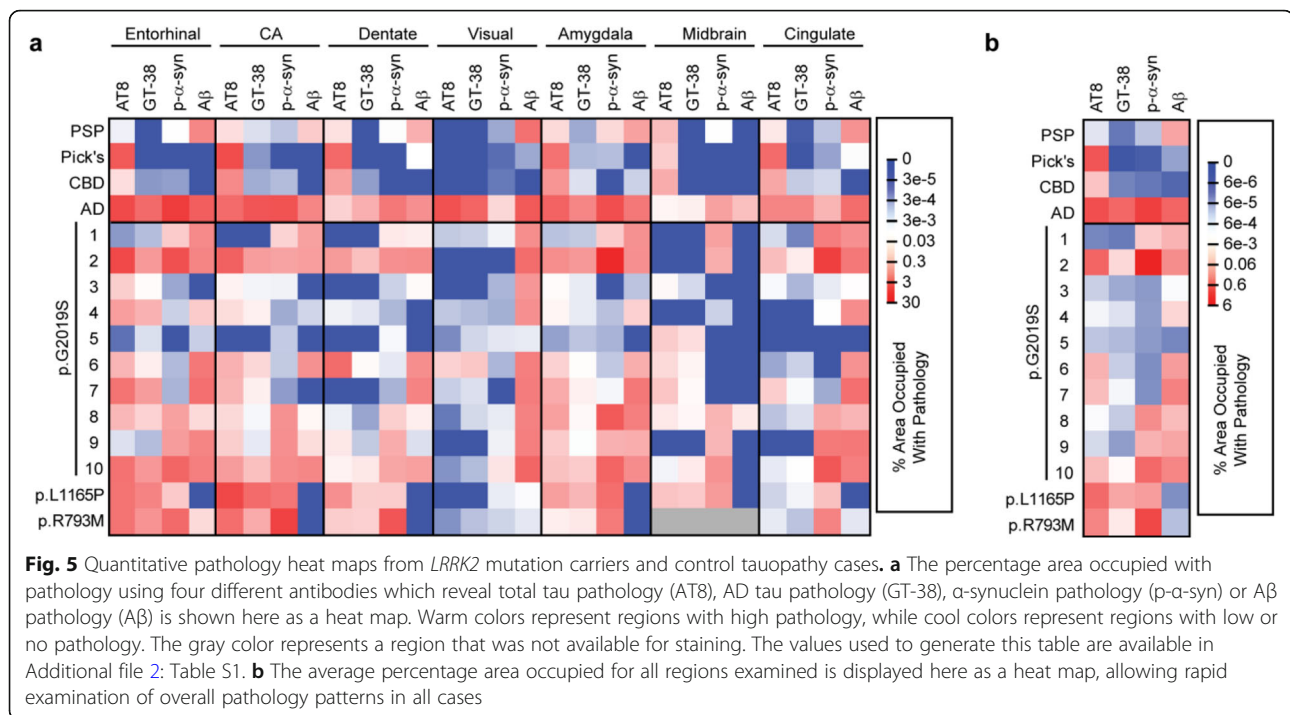 a
Entorhinal CA Dentate Visual Amygdala Midbrain Cingulate
AT8 GT-38 p-α-syn Aβ AT8 GT-38 p-α-syn Aβ AT8 GT-38 p-α-syn Aβ AT8 GT-38 p-α-syn Aβ AT8 GT-38 p-α-syn Aβ AT8 GT-38 p-α-syn Aβ AT8 GT-38 p-α-syn Aβ
PSP
Pick's
CBD
AD
p.G2019S
1
2
3
4
5
6
7
8
9
10
p.L1165P
p.R793M
0
3e-5
3e-4
3e-3
0.03
0.3
3
30
% Area Occupied
With Pathology
b
AT8 GT-38 p-α-syn Aβ
PSP
Pick's
CBD
AD
p.G2019S
1
2
3
4
5
6
7
8
9
10
p.L1165P
p.R793M
0
6e-6
6e-5
6e-4
6e-3
0.06
0.6
6
% Area Occupied
With Pathology
Fig. 5 Quantitative pathology heat maps from LRRK2 mutation carriers and control tauopathy cases. a The percentage area occupied with
pathology using four different antibodies which reveal total tau pathology (AT8), AD tau pathology (GT-38), α-synuclein pathology (p-α-syn) or Aβ
pathology (Aβ) is shown here as a heat map. Warm colors represent regions with high pathology, while cool colors represent regions with low or
no pathology. The gray color represents a region that was not available for staining. The values used to generate this table are available in
Additional file 2: Table S1. b The average percentage area occupied for all regions examined is displayed here as a heat map, allowing rapid
examination of overall pathology patterns in all cases